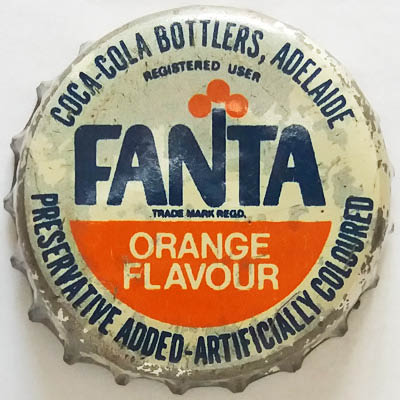 COCA-COLA BOTTLERS, ADELAIDE
REGISTERED USER
FANTA
TRADE MARK REGD.
ORANGE
FLAVOUR
PRESERVATIVE ADDED-ARTIFICIALLY COLOURED